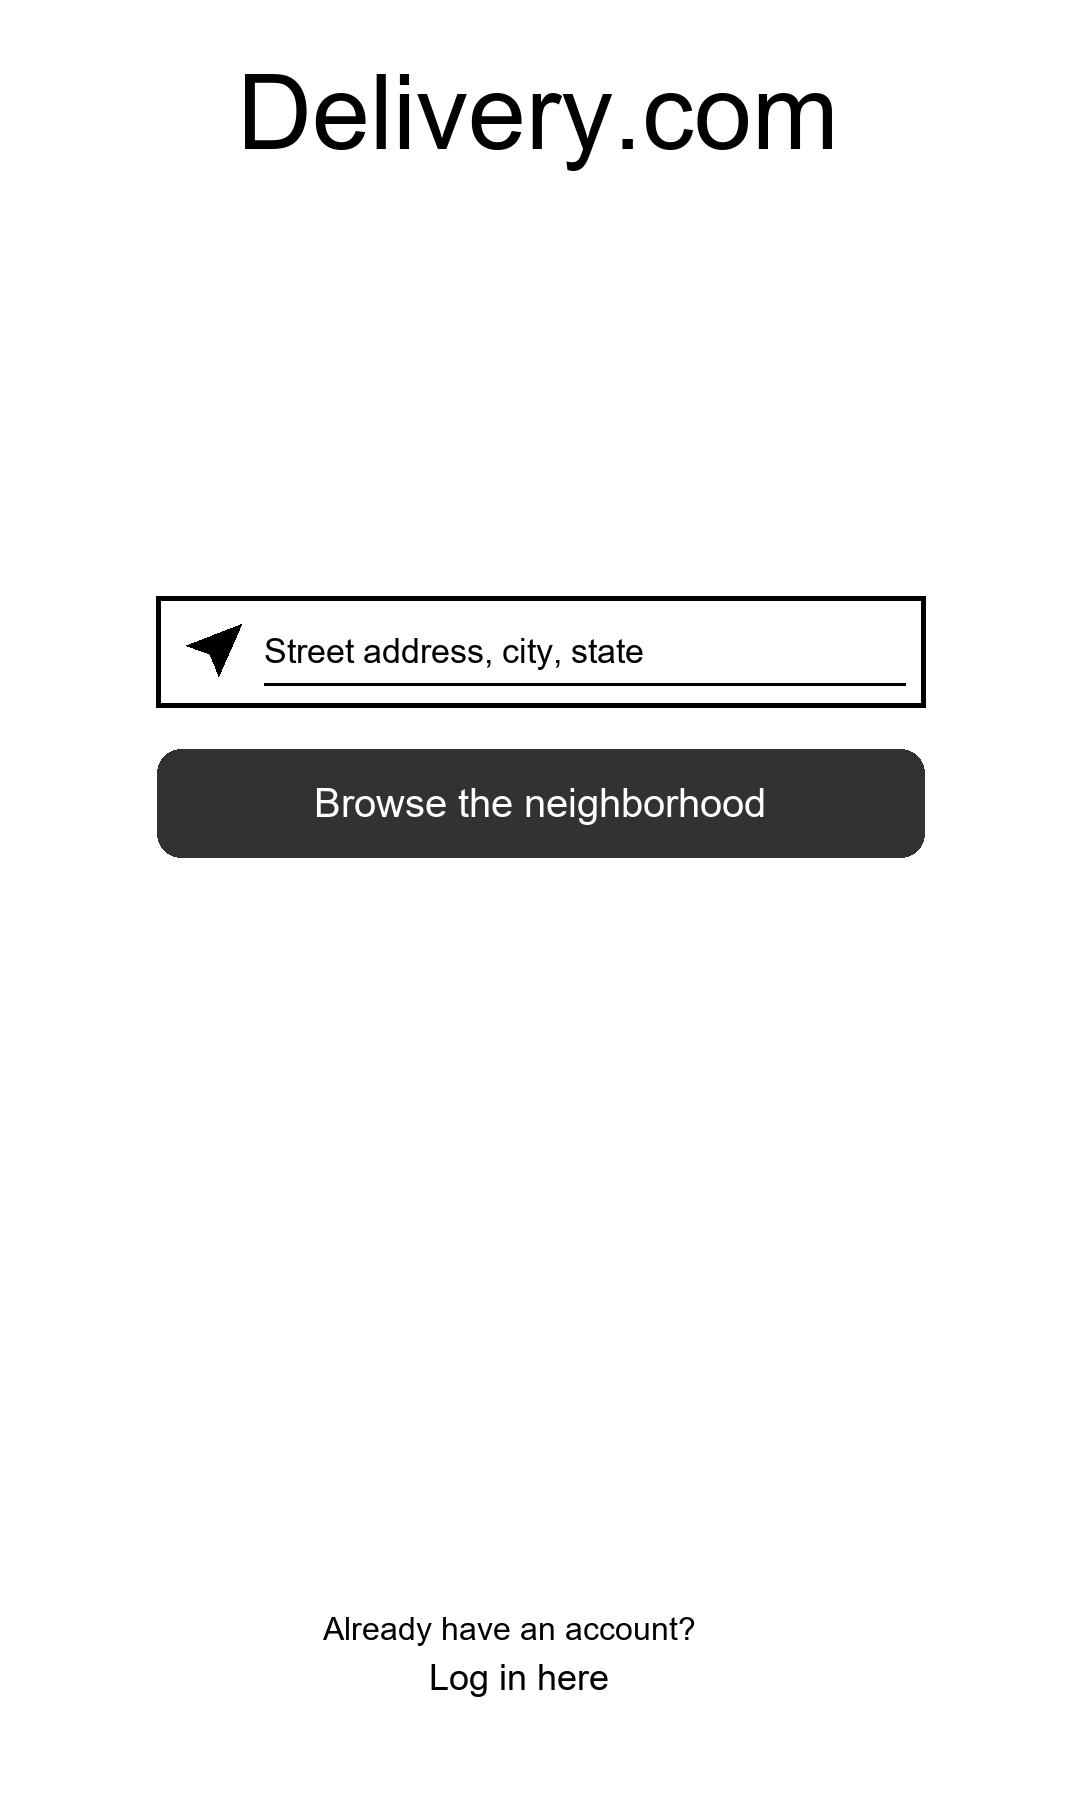 Delivery.com
Street address, city, state
Browse the neighborhood
Already have an account?
Log in here